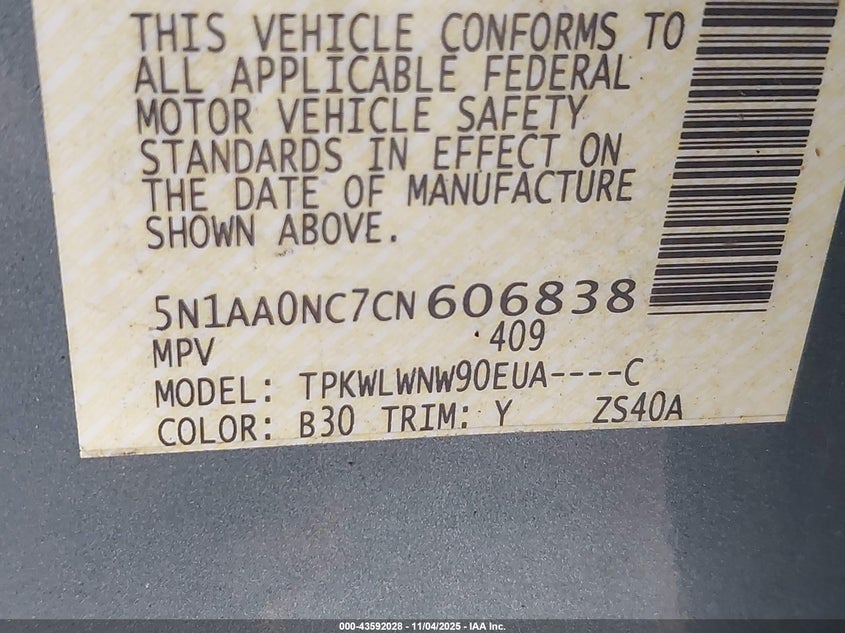 THIS VEHICLE CONFORMS TO
ALL APPLICABLE FEDERAL
MOTOR VEHICLE SAFETY
STANDARDS IN EFFECT ON
THE DATE OF MANUFACTURE
SHOWN ABOVE.
5N1AA0NC7CN606838
MPV 409
MODEL: TPKWLWNW90EUA----C
COLOR: B30 TRIM: Y ZS40A
000-43592028 - 11/04/2025 - IAA Inc.